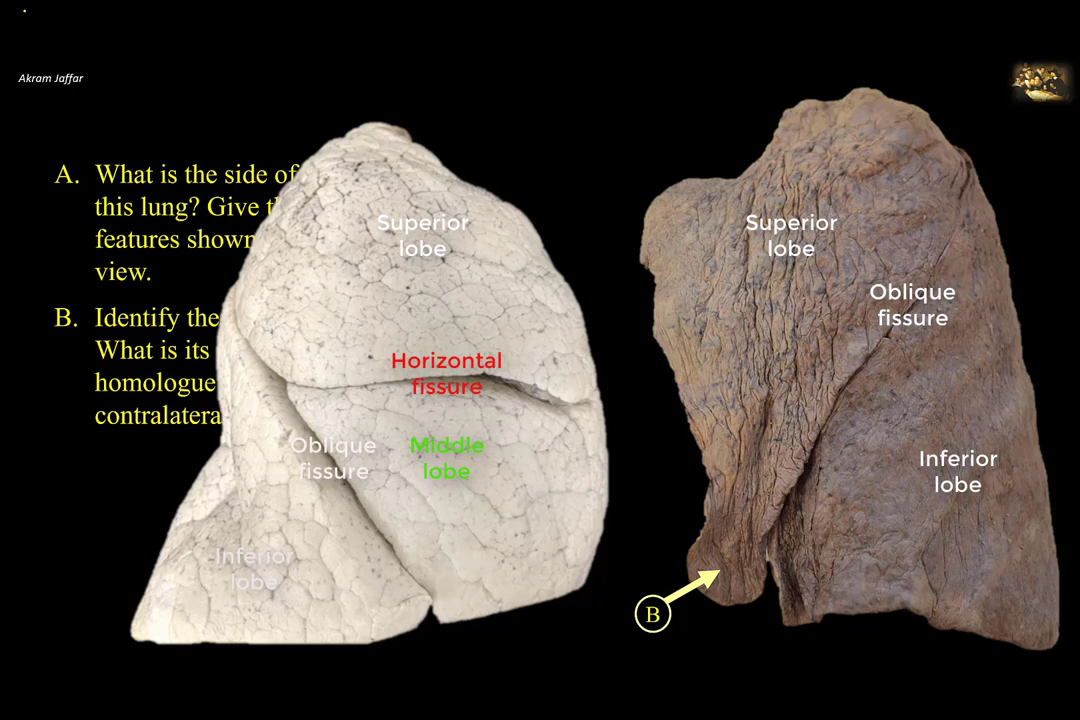 Akram Jaffar
A. What is the side of
this lung? Give
features shown
view.
B. Identify the
What is its
homologue
Superior
lobe
Horizontal
fissure
Oblique
fissure
Middle
lobe
Inferior
lobe
Superior
lobe
Oblique
fissure
Inferior
lobe
B